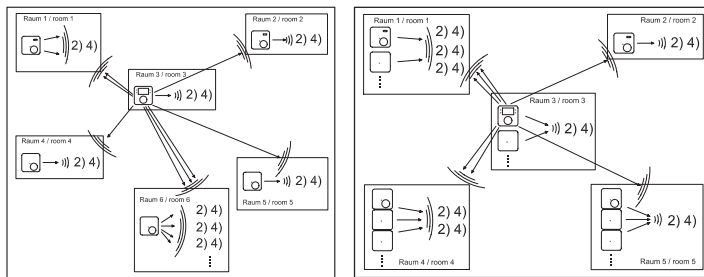 Raum 1 / room 1
2) 4)
Raum 2 / room 2
2) 4)
Raum 3 / room 3
2) 4)
Raum 4 / room 4
2) 4)
2) 4)
Raum 5 / room 5
Raum 6 / room 6
2) 4)
2) 4)
2) 4)
Raum 1 / room 1
2) 4)
2) 4)
2) 4)
Raum 2 / room 2
2) 4)
Raum 3 / room 3
2) 4)
2) 4)
2) 4)
2) 4)
Raum 4 / room 4
2) 4)
Raum 5 / room 5